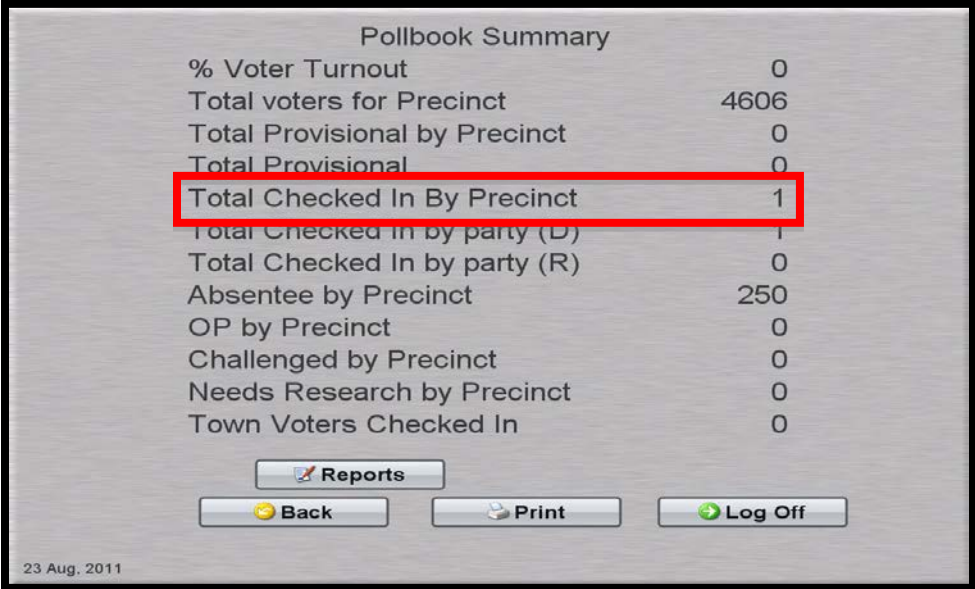 Pollbook Summary
% Voter Turnout 0
Total voters for Precinct 4606
Total Provisional by Precinct 0
Total Provisional 0
Total Checked In By Precinct 1
Total Checked In by party (D) 1
Total Checked In by party (R) 0
Absentee by Precinct 250
OP by Precinct 0
Challenged by Precinct 0
Needs Research by Precinct 0
Town Voters Checked In 0
Reports
Back Print Log Off
23 Aug. 2011